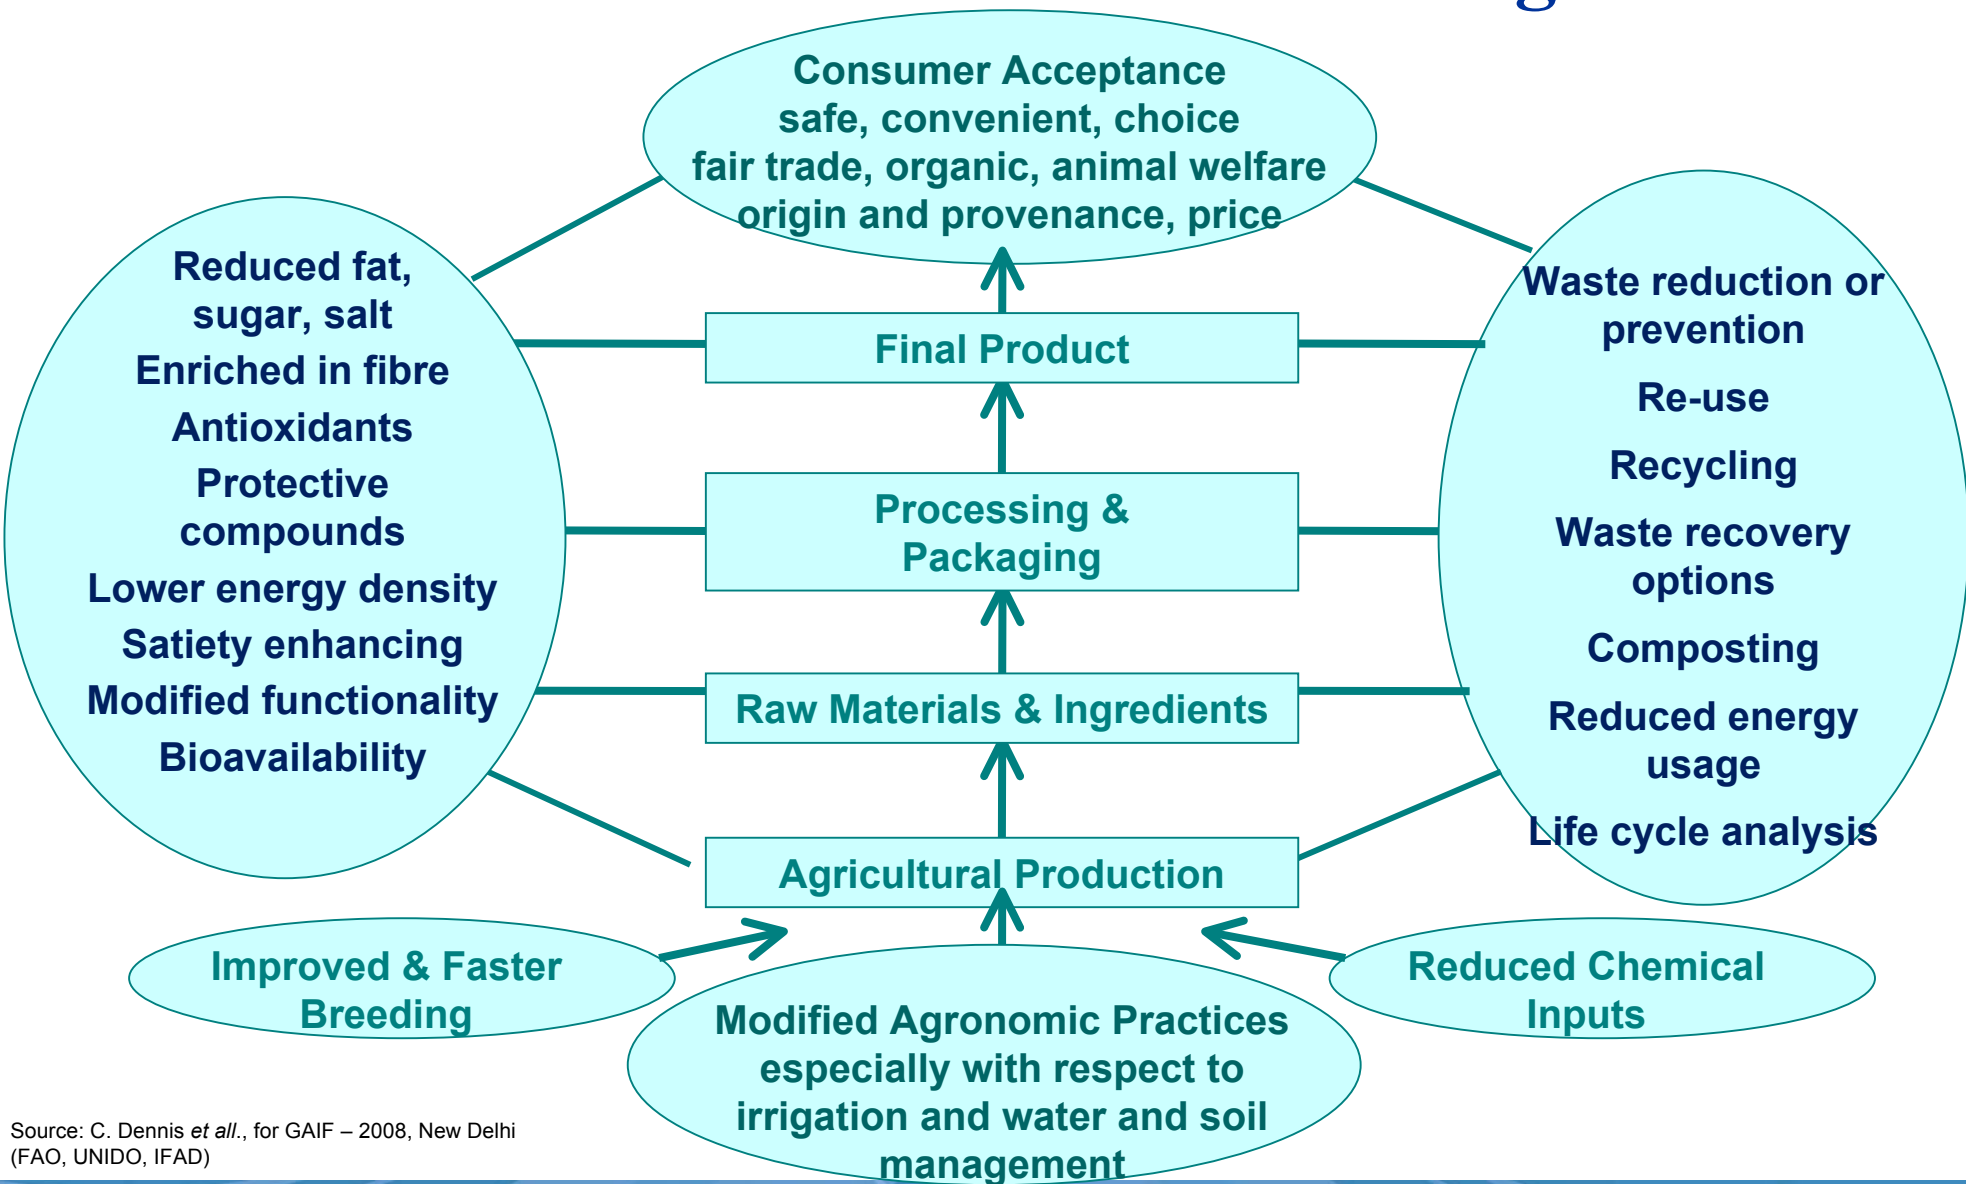 Consumer Acceptance
safe, convenient, choice
fair trade, organic, animal welfare
origin and provenance, price
Reduced fat,
sugar, salt
Enriched in fibre
Antioxidants
Protective
compounds
Lower energy density
Satiety enhancing
Modified functionality
Bioavailability
Final Product
Processing &
Packaging
Raw Materials & Ingredients
Agricultural Production
Waste reduction or
prevention
Re-use
Recycling
Waste recovery
options
Composting
Reduced energy
usage
Life cycle analysis
Improved & Faster
Breeding
Modified Agronomic Practices
especially with respect to
irrigation and water and soil
management
Reduced Chemical
Inputs
Source: C. Dennis et all., for GAIF – 2008, New Delhi
(FAO, UNIDO, IFAD)